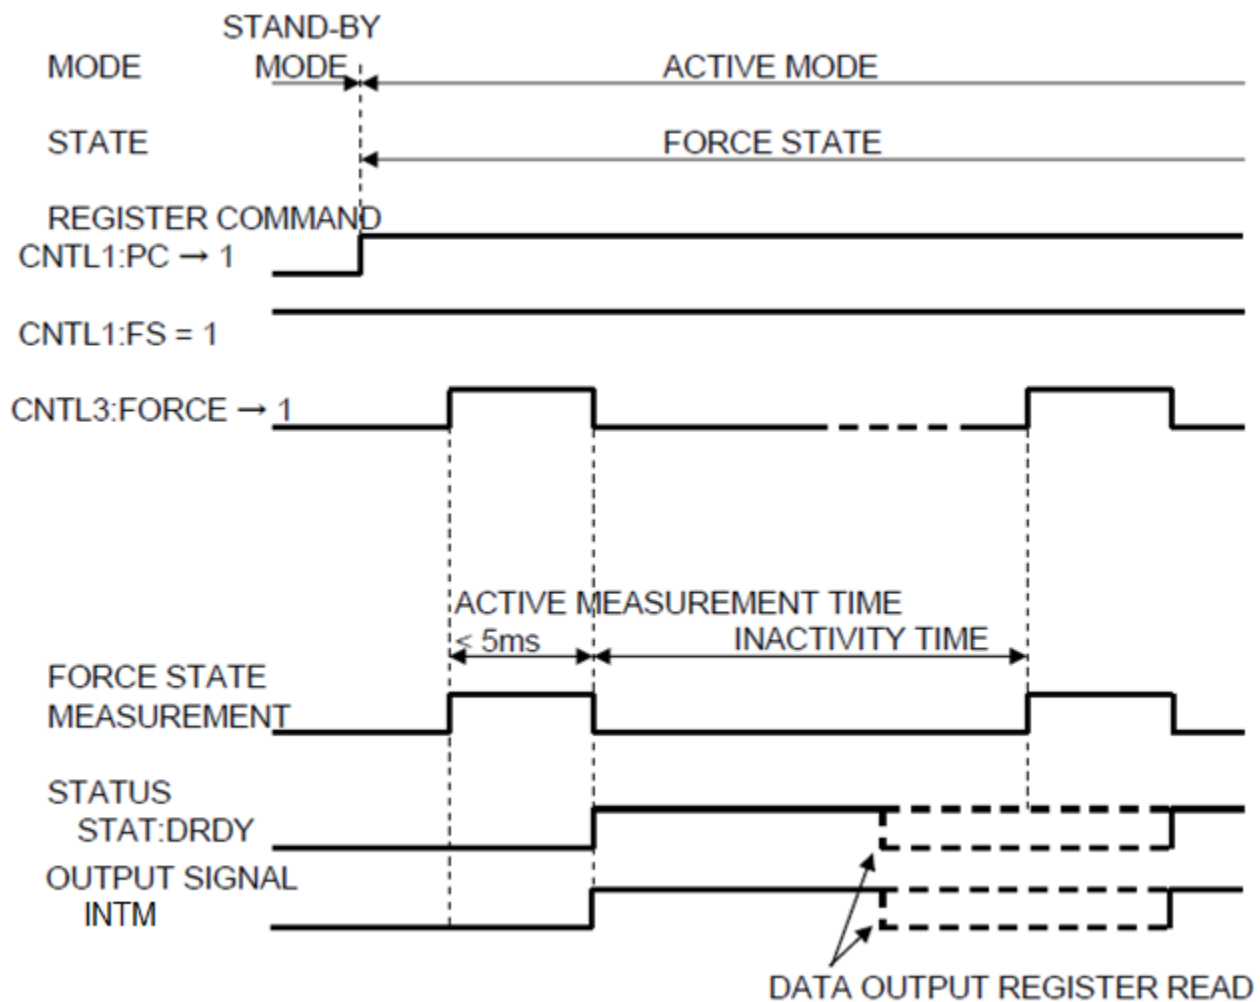 STAND-BY
MODE MODE ACTIVE MODE
STATE FORCE STATE
REGISTER COMMAND
CNTL1:PC → 1
CNTL1:FS = 1
CNTL3:FORCE → 1
ACTIVE MEASUREMENT TIME
< 5ms INACTIVITY TIME
FORCE STATE
MEASUREMENT
STATUS
STAT:DRDY
OUTPUT SIGNAL
INTM
DATA OUTPUT REGISTER READ